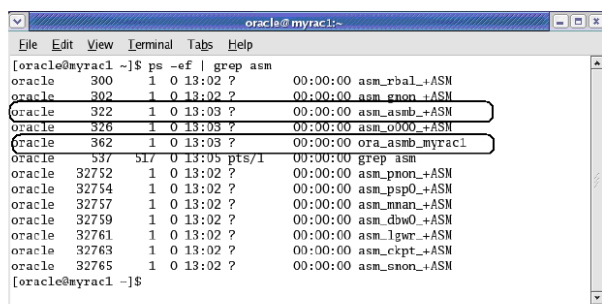 oracle@myrac1:~
File Edit View Terminal Tabs Help
[oracle@myrac1 ~]$ ps -ef | grep asm
oracle 300 1 0 13:02 ? 00:00:00 asm_rbal_+ASM
oracle 302 1 0 13:02 ? 00:00:00 asm_gmon_+ASM
oracle 322 1 0 13:03 ? 00:00:00 asm_asmb_+ASM
oracle 326 1 0 13:03 ? 00:00:00 asm_o000_+ASM
oracle 362 1 0 13:03 ? 00:00:00 ora_asmb_myrac1
oracle 537 517 0 13:05 pts/1 00:00:00 grep asm
oracle 32752 1 0 13:02 ? 00:00:00 asm_pmon_+ASM
oracle 32754 1 0 13:02 ? 00:00:00 asm_psp0_+ASM
oracle 32757 1 0 13:02 ? 00:00:00 asm_mman_+ASM
oracle 32759 1 0 13:02 ? 00:00:00 asm_dbw0_+ASM
oracle 32761 1 0 13:02 ? 00:00:00 asm_lgwr_+ASM
oracle 32763 1 0 13:02 ? 00:00:00 asm_ckpt_+ASM
oracle 32765 1 0 13:02 ? 00:00:00 asm_smon_+ASM
[oracle@myrac1 ~]$